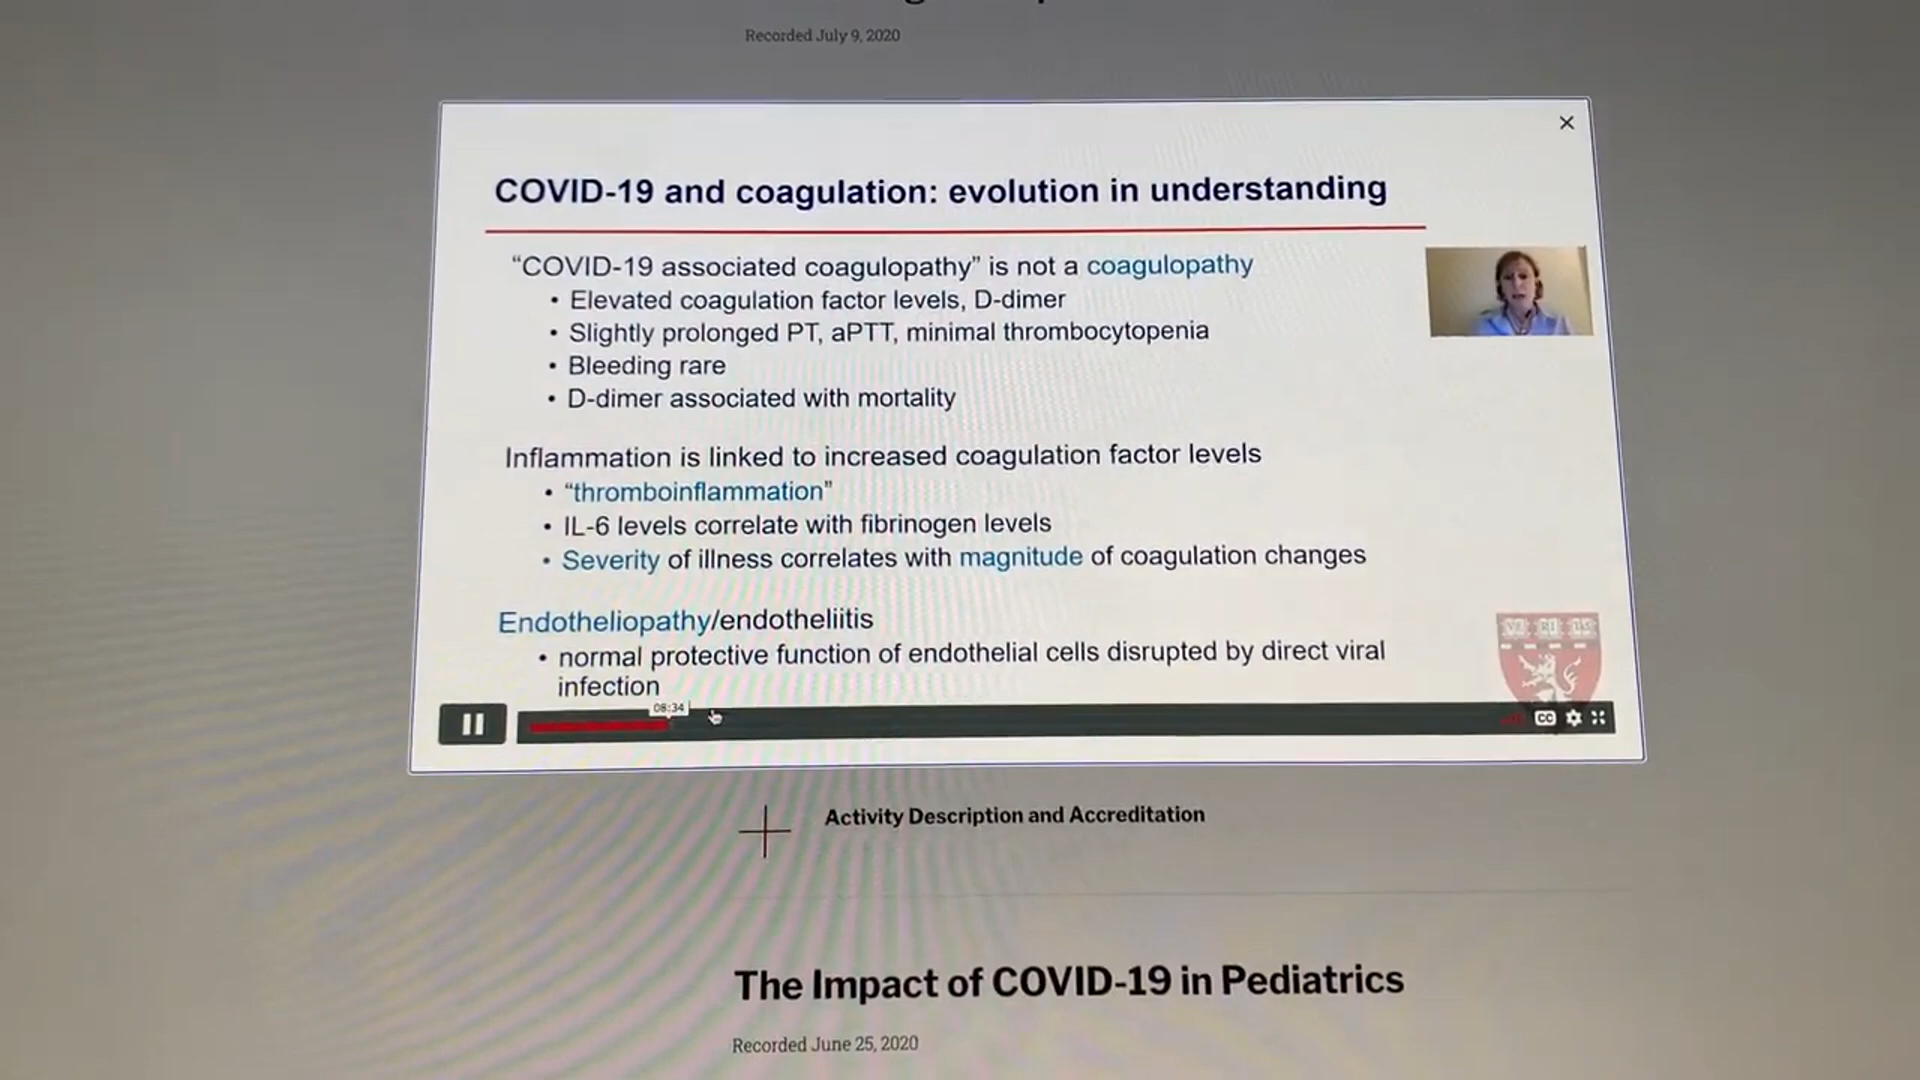 Recorded July 9, 2020
COVID-19 and coagulation: evolution in understanding
“COVID-19 associated coagulopathy” is not a coagulopathy
• Elevated coagulation factor levels, D-dimer
• Slightly prolonged PT, aPTT, minimal thrombocytopenia
• Bleeding rare
• D-dimer associated with mortality
Inflammation is linked to increased coagulation factor levels
• “thromboinflammation”
• IL-6 levels correlate with fibrinogen levels
• Severity of illness correlates with magnitude of coagulation changes
Endotheliopathy/endotheliitis
• normal protective function of endothelial cells disrupted by direct viral
infection
VE RI TAS
08:34
CC
Activity Description and Accreditation
The Impact of COVID-19 in Pediatrics
Recorded June 25, 2020